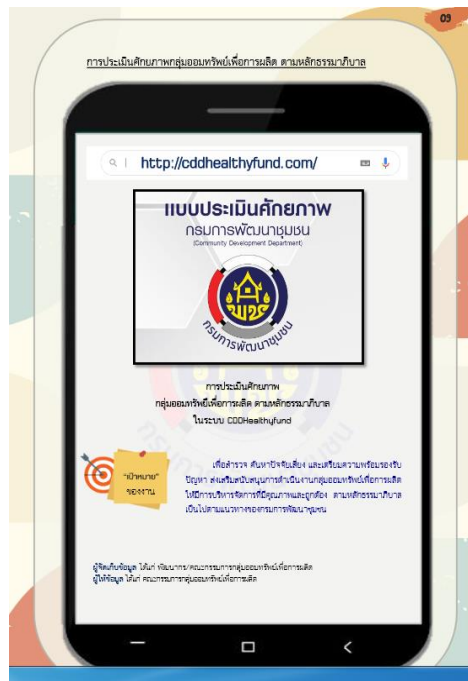 09
การประเมินศักยภาพกลุ่มออมทรัพย์เพื่อการผลิต ตามหลักธรรมาภิบาล
http://cddhealthyfund.com/
แบบประเมินศักยภาพ
กรมการพัฒนาชุมชน
(Community Development Department)
พช
กรมการพัฒนาชุมชน
การประเมินศักยภาพ
กลุ่มออมทรัพย์เพื่อการผลิต ตามหลักธรรมาภิบาล
ในระบบ CDDHealthyfund
"เป้าหมาย"
ของงาน
เพื่อสำรวจ ค้นหาปัจจัยเสี่ยง และเตรียมความพร้อมรองรับ
ปัญหา ส่งเสริมสนับสนุนการดำเนินงานกลุ่มออมทรัพย์เพื่อการผลิต
ให้มีการบริหารจัดการที่มีคุณภาพและถูกต้อง ตามหลักธรรมาภิบาล
เป็นไปตามแนวทางของกรมการพัฒนาชุมชน
ผู้จัดเก็บข้อมูล ได้แก่ พัฒนากร/คณะกรรมการกลุ่มออมทรัพย์เพื่อการผลิต
ผู้ให้ข้อมูล ได้แก่ คณะกรรมการกลุ่มออมทรัพย์เพื่อการผลิต